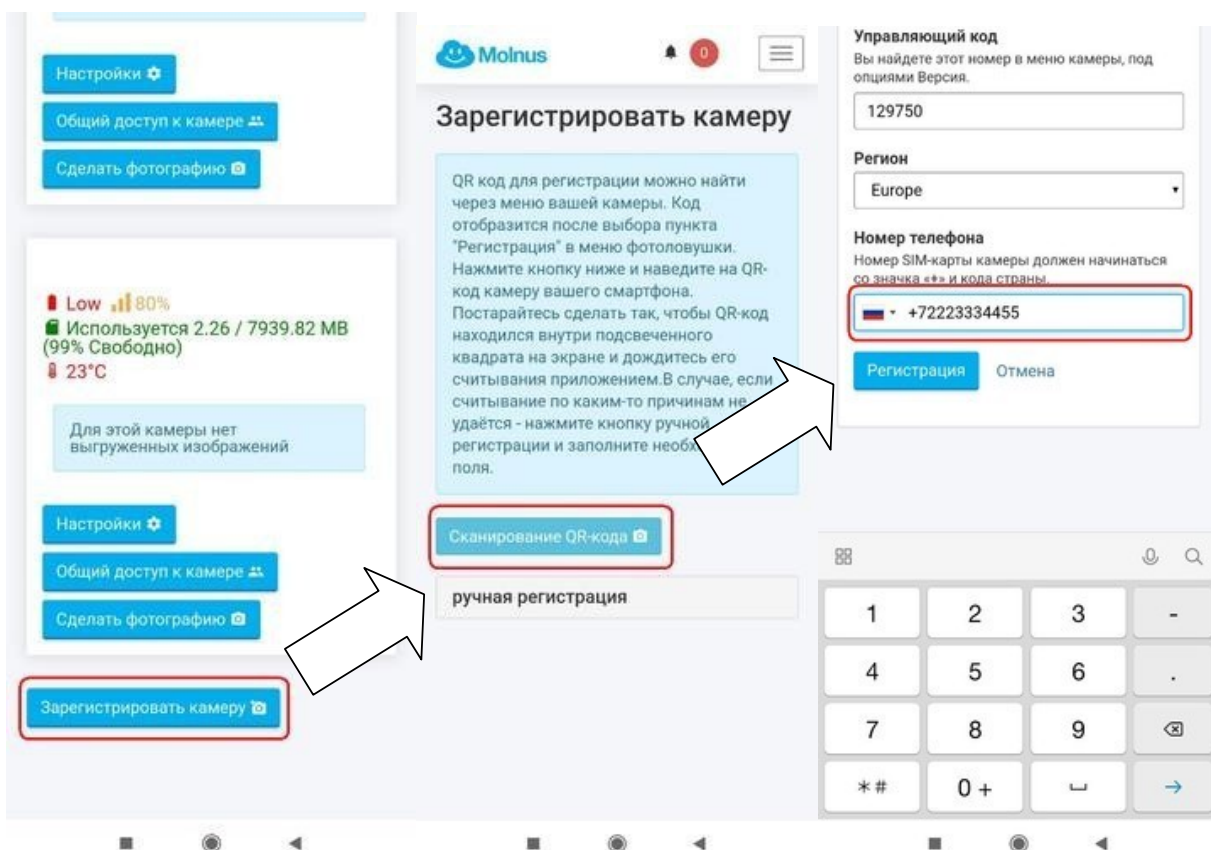 Настройки
Общий доступ к камере
Сделать фотографию
Low 80%
Используется 2.26 / 7939.82 MB
(99% Свободно)
23°C
Для этой камеры нет
выгруженных изображений
Настройки
Общий доступ к камере
Сделать фотографию
Зарегистрировать камеру
Molnus
0
Зарегистрировать камеру
QR код для регистрации можно найти
через меню вашей камеры. Код
отобразится после выбора пункта
"Регистрация" в меню фотоловушки.
Нажмите кнопку ниже и наведите на QR-
код камеру вашего смартфона.
Постарайтесь сделать так, чтобы QR-код
находился внутри подсвеченного
квадрата на экране и дождитесь его
считывания приложением.В случае, если
считывание по каким-то причинам не
удаётся - нажмите кнопку ручной
регистрации и заполните
поля.
Сканирование QR-кода
ручная регистрация
Управляющий код
Вы найдете этот номер в меню камеры, под
опциями Версия.
129750
Регион
Europe
Номер телефона
Номер SIM-карты камеры должен начинаться
со значка «+» и кода страны.
+72223334455
Регистрация Отмена
1 2 3 -
4 5 6 .
7 8 9
*# 0 +